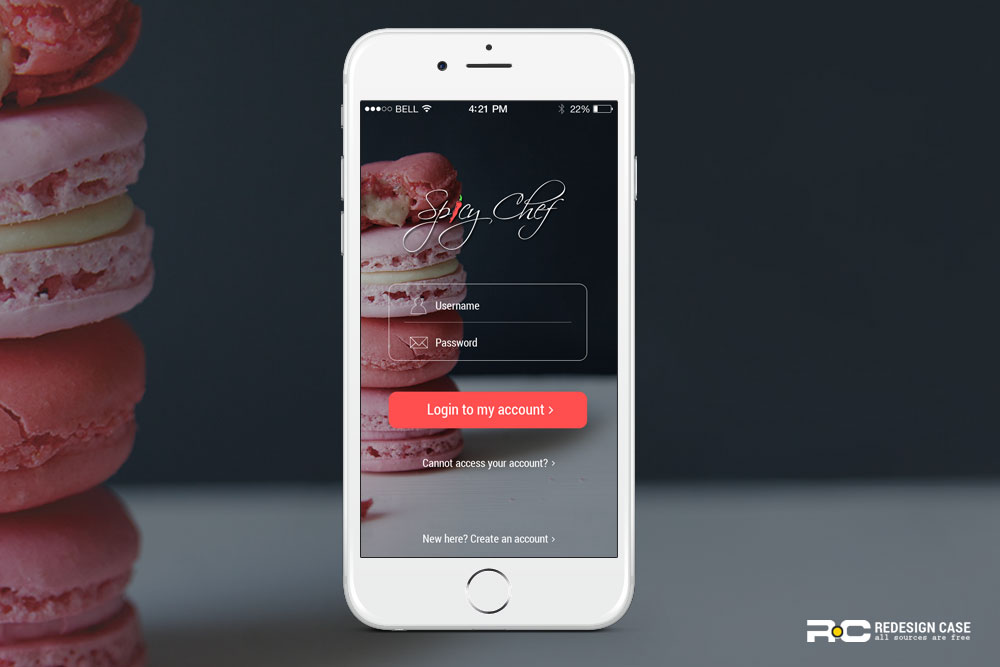 BELL 4:21 PM 22%
Spicy Chef
Username
Password
Login to my account >
Cannot access your account? >
New here? Create an account >
RC REDESIGN CASE
all sources are free